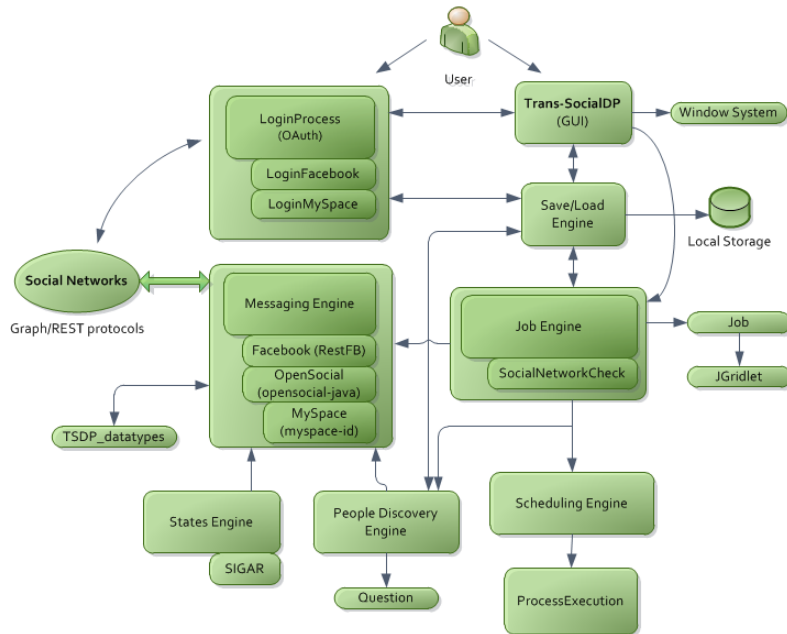 User
LoginProcess
(OAuth)
LoginFacebook
LoginMySpace
Trans-SocialDP
(GUI)
Window System
Save/Load
Engine
Local Storage
Social Networks
Graph/REST protocols
Messaging Engine
Facebook (RestFB)
OpenSocial
(opensocial-java)
MySpace
(myspace-id)
Job Engine
SocialNetworkCheck
Job
JGridlet
TSDP_datatypes
States Engine
SIGAR
People Discovery
Engine
Question
Scheduling Engine
ProcessExecution